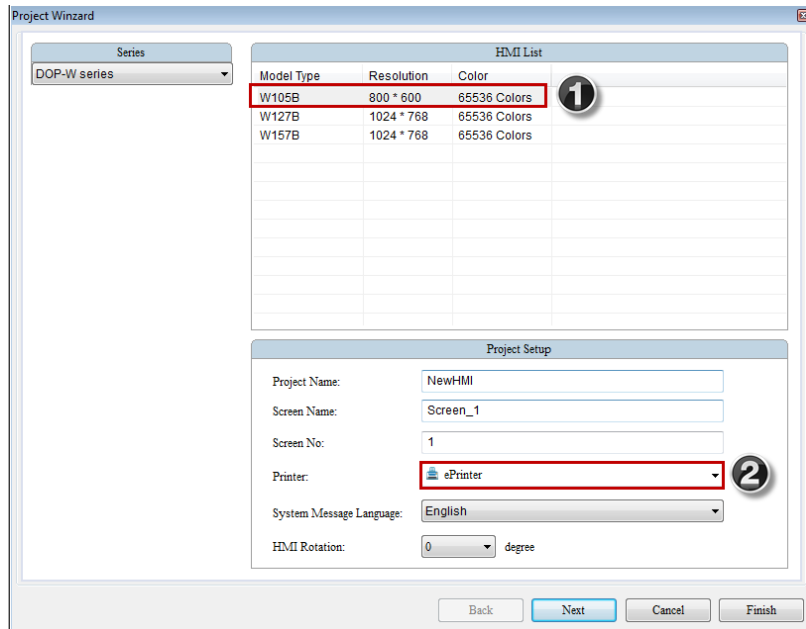 Project Winzard
Series
DOP-W series
HMI List
Model Type Resolution Color
W105B 800 * 600 65536 Colors
1
W127B 1024 * 768 65536 Colors
W157B 1024 * 768 65536 Colors
Project Setup
Project Name: NewHMI
Screen Name: Screen_1
Screen No: 1
Printer: ePrinter
2
System Message Language: English
HMI Rotation: 0 degree
Back Next Cancel Finish